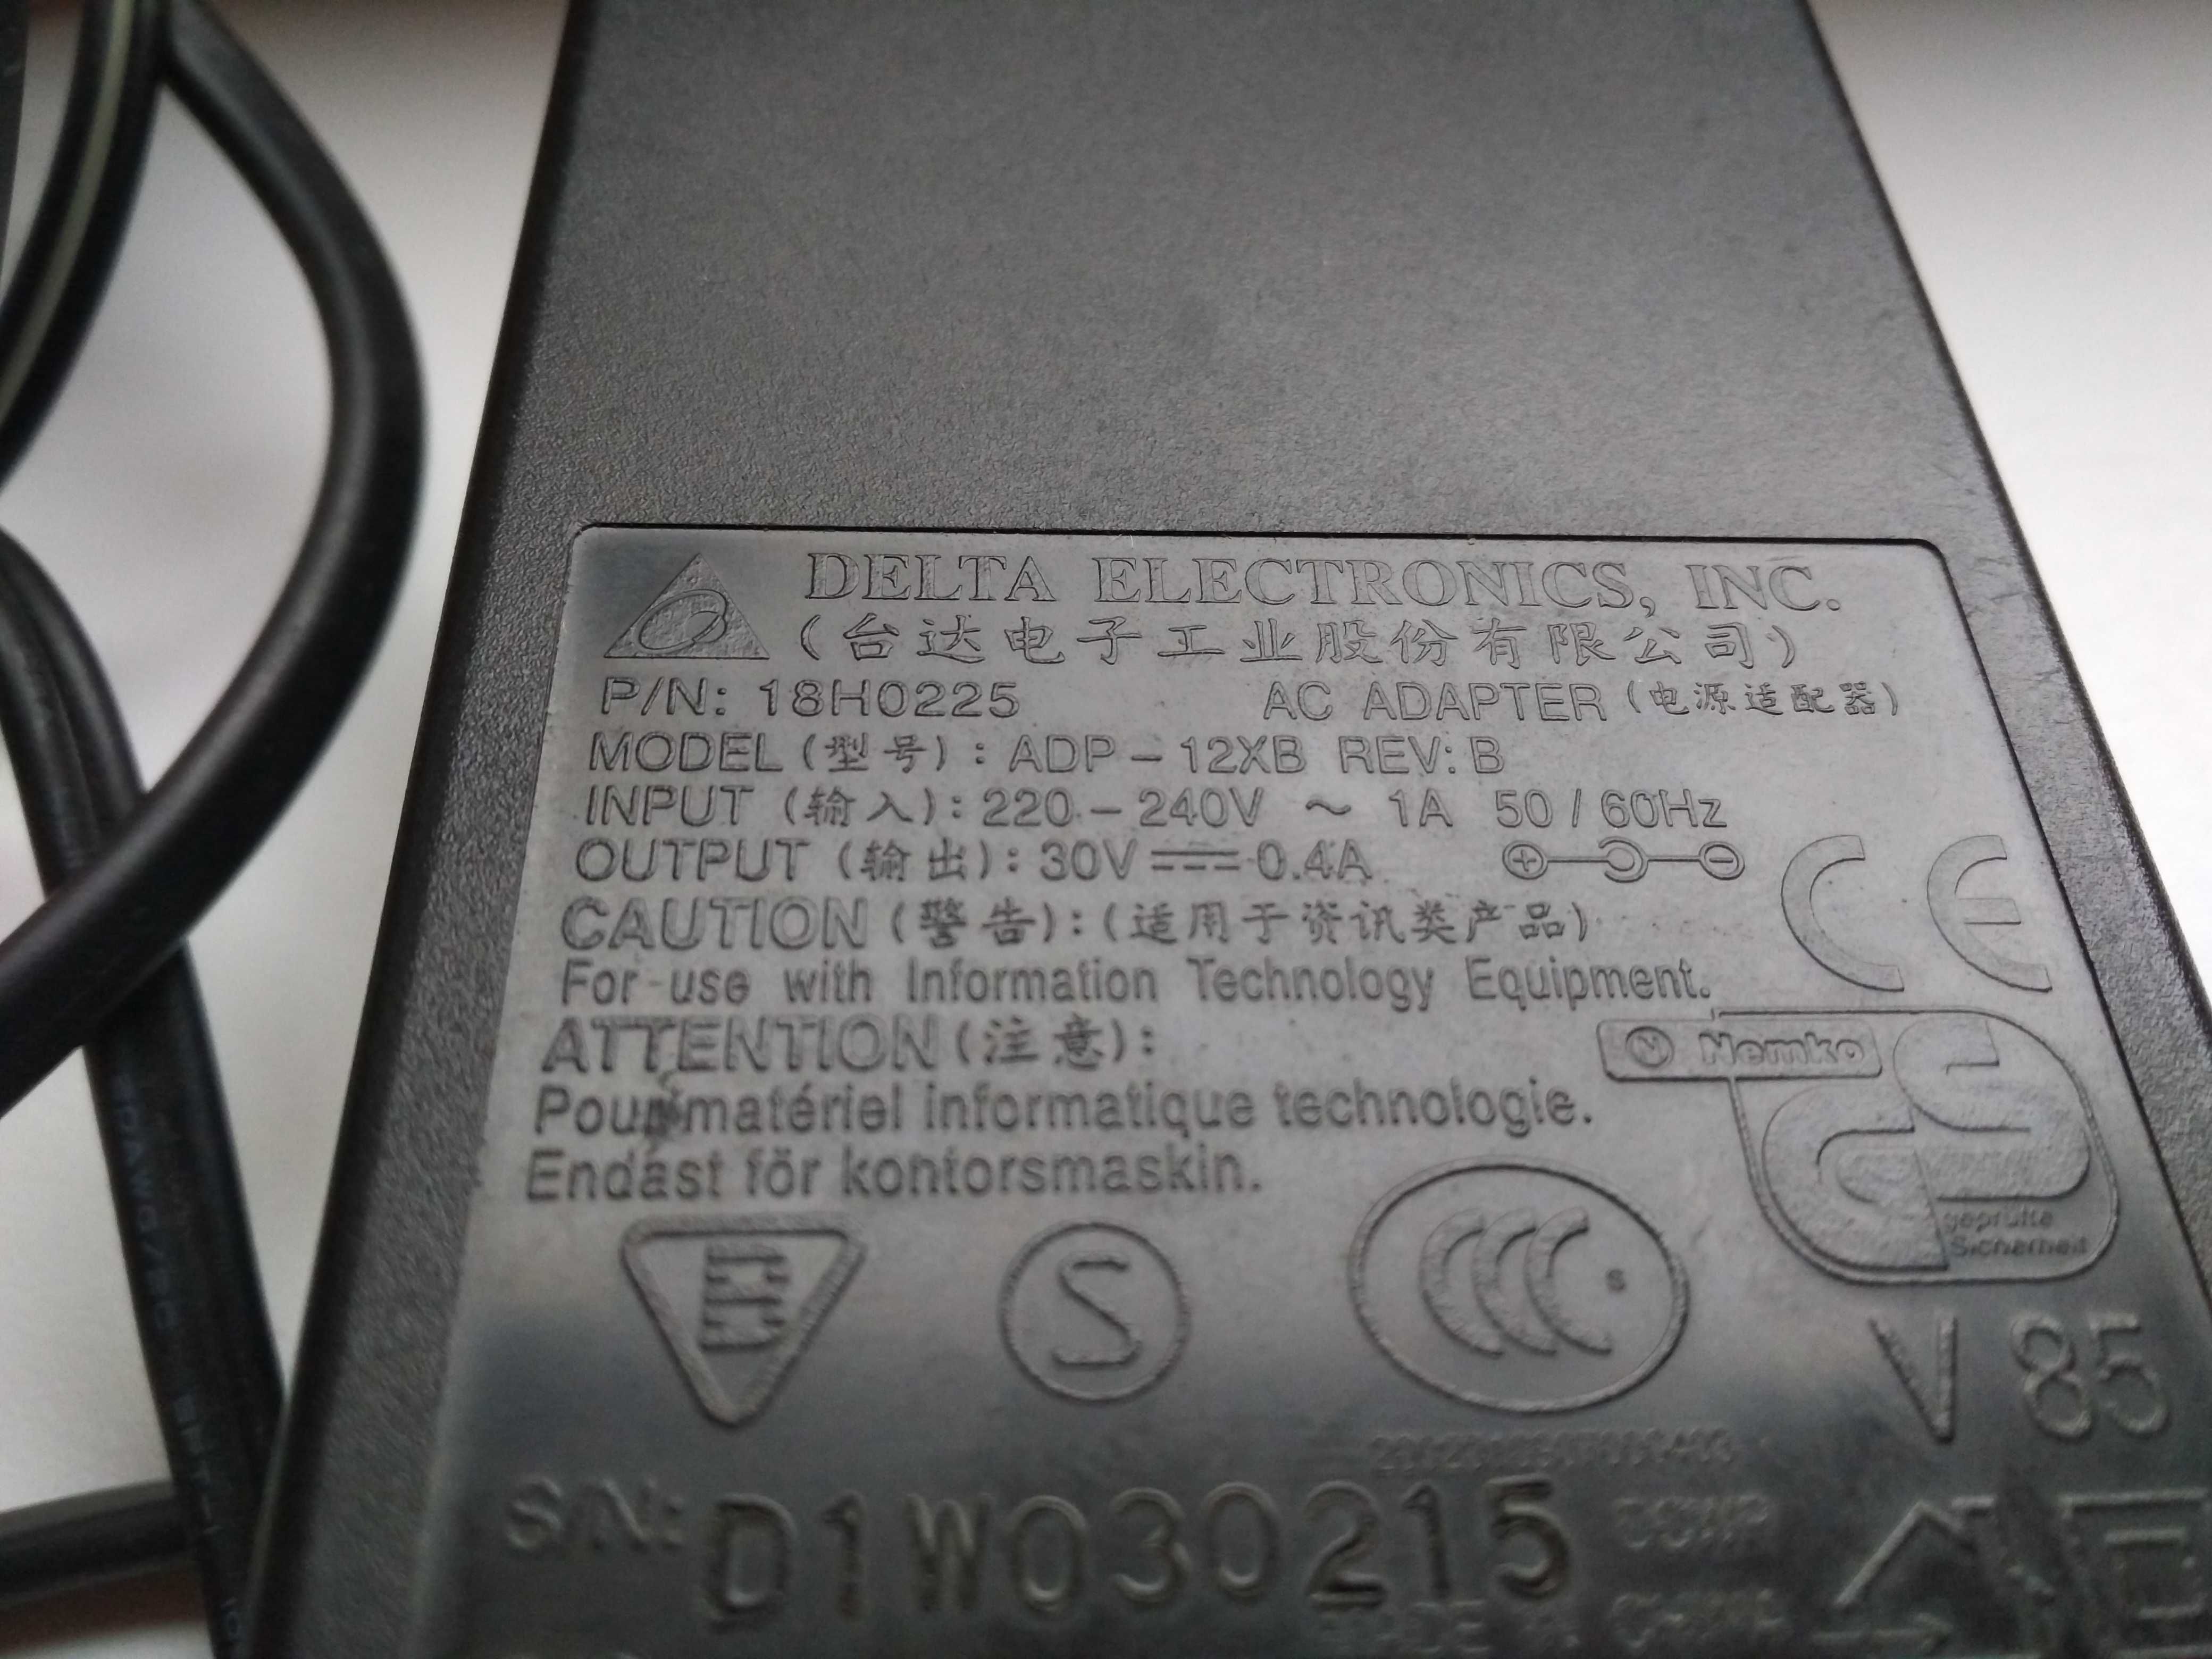 DELTA ELECTRONICS, INC.
(台达电子工业股份有限公司)
P/N: 18H0225 AC ADAPTER (电源适配器)
MODEL (型号): ADP-12XB REV: B
INPUT (输入): 220-240V ~ 1A 50/60Hz
OUTPUT (输出): 30V ⎓ 0.4A
CE
CAUTION (警告): (适用于资讯类产品)
For use with Information Technology Equipment.
ATTENTION (注意):
Nemko
Pour matériel informatique technologie.
Endast för kontorsmaskin.
geprüfte
Sicherheit
S
CCC S
V 85
S/N: D1W030215